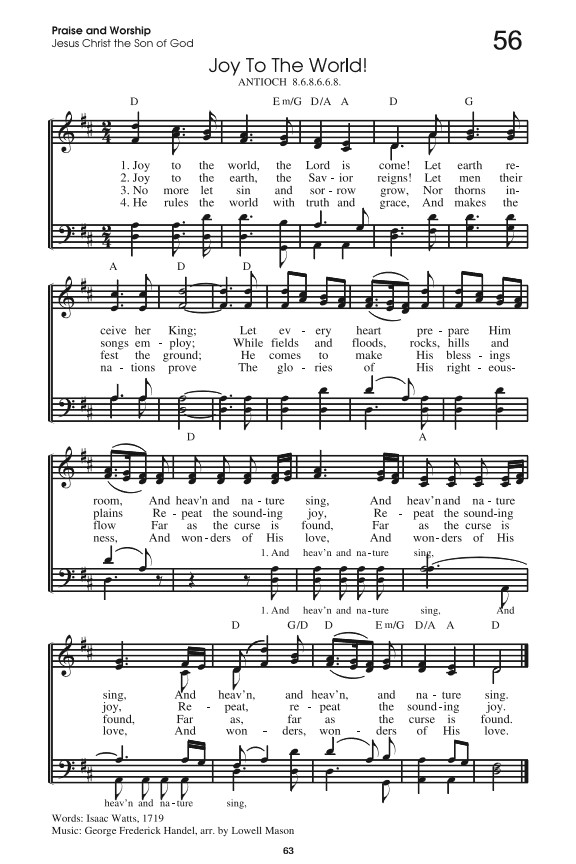 Praise and Worship
Jesus Christ the Son of God
56
Joy To The World!
ANTIOCH 8.6.8.6.6.8.
D E m/G D/A A D G
1. Joy to the world, the Lord is come! Let earth re-
2. Joy to the earth, the Sav - ior reigns! Let men their
3. No more let sin and sor - row grow, Nor thorns in-
4. He rules the world with truth and grace, And makes the
A D D
ceive her King; Let ev - ery heart pre - pare Him
songs em - ploy; While fields and floods, rocks, hills and
fest the ground; He comes to make His bless - ings
na - tions prove The glo - ries of His right - eous-
D A
room, And heav'n and na - ture sing, And heav'n and na - ture
plains Re - peat the sound-ing joy, Re - peat the sound-ing
flow Far as the curse is found, Far as the curse is
ness, And won - ders of His love, And won - ders of His
1. And heav'n and na - ture sing,
1. And heav'n and na - ture sing, And
D G/D D E m/G D/A A D
sing, And heav'n, and heav'n, and na - ture sing.
joy, Re - peat, re - peat the sound-ing joy.
found, Far as, far as the curse is found.
love, And won - ders, won - ders of His love.
heav'n and na - ture sing,
Words: Isaac Watts, 1719
Music: George Frederick Handel, arr. by Lowell Mason
63